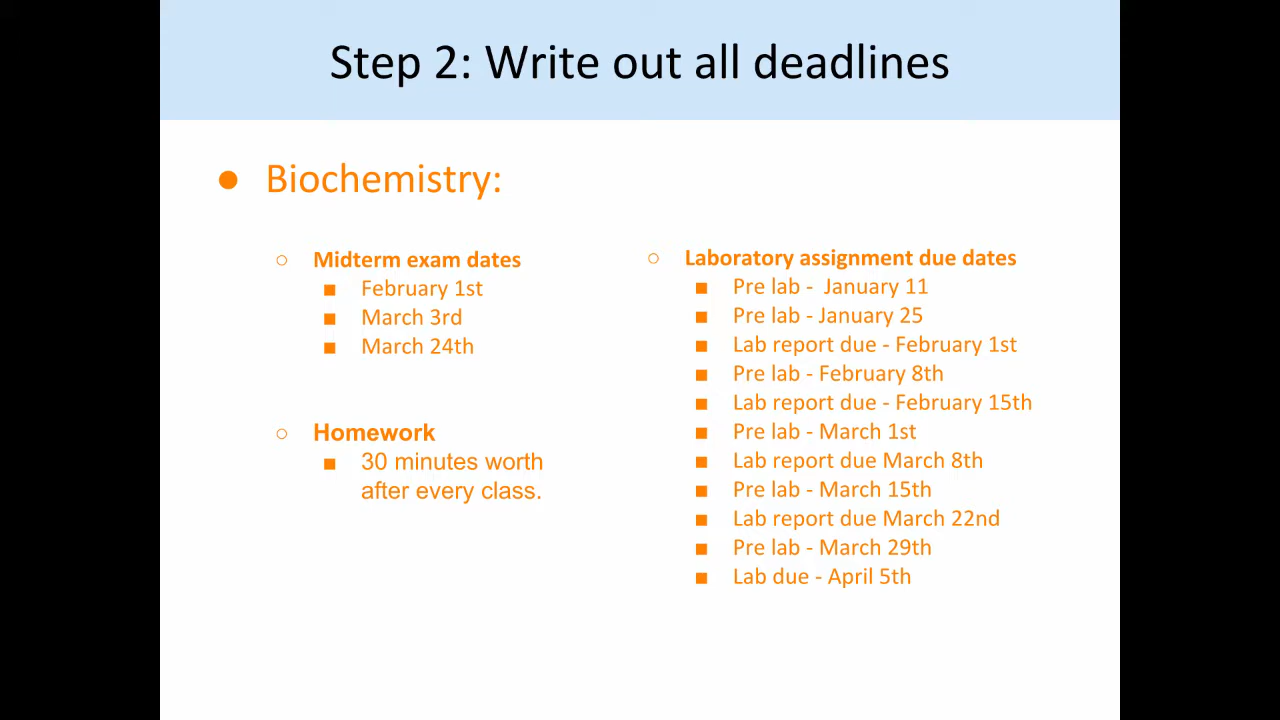 Step 2: Write out all deadlines
● Biochemistry:
○ Midterm exam dates
■ February 1st
■ March 3rd
■ March 24th
○ Homework
■ 30 minutes worth
after every class.
○ Laboratory assignment due dates
■ Pre lab - January 11
■ Pre lab - January 25
■ Lab report due - February 1st
■ Pre lab - February 8th
■ Lab report due - February 15th
■ Pre lab - March 1st
■ Lab report due March 8th
■ Pre lab - March 15th
■ Lab report due March 22nd
■ Pre lab - March 29th
■ Lab due - April 5th